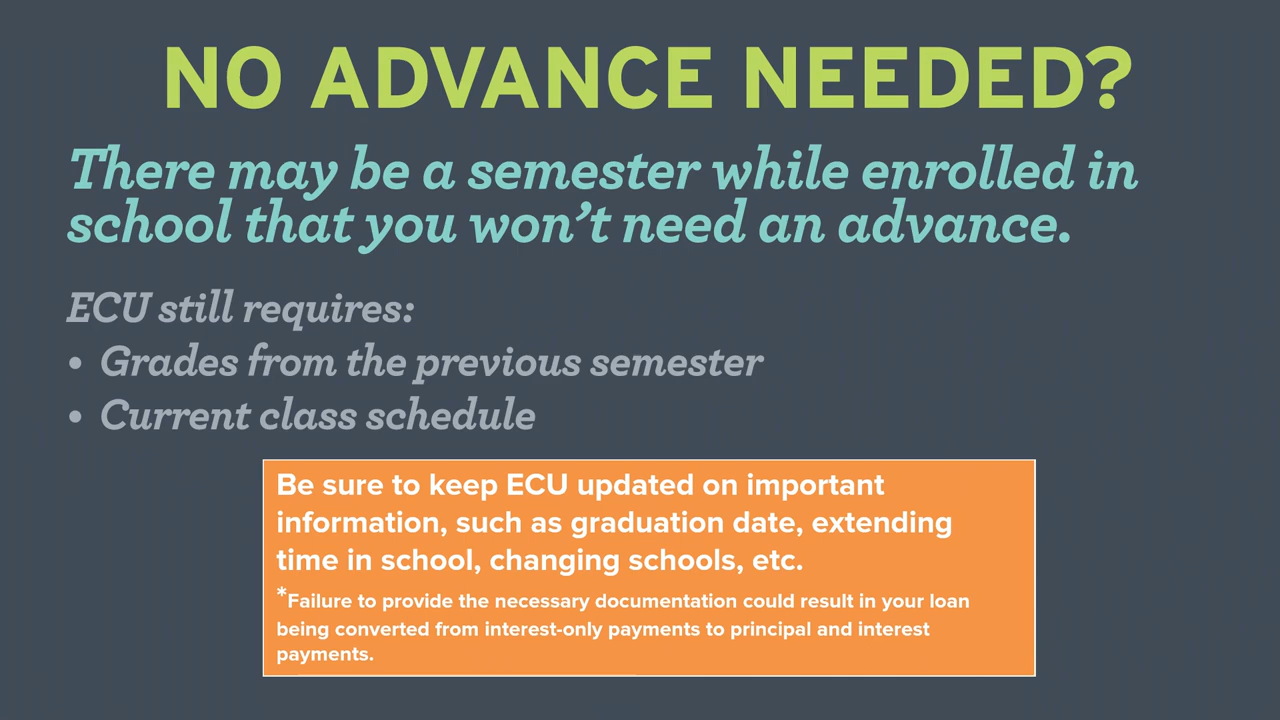 NO ADVANCE NEEDED?
There may be a semester while enrolled in
school that you won’t need an advance.
ECU still requires:
• Grades from the previous semester
• Current class schedule
Be sure to keep ECU updated on important
information, such as graduation date, extending
time in school, changing schools, etc.
*Failure to provide the necessary documentation could result in your loan
being converted from interest-only payments to principal and interest
payments.